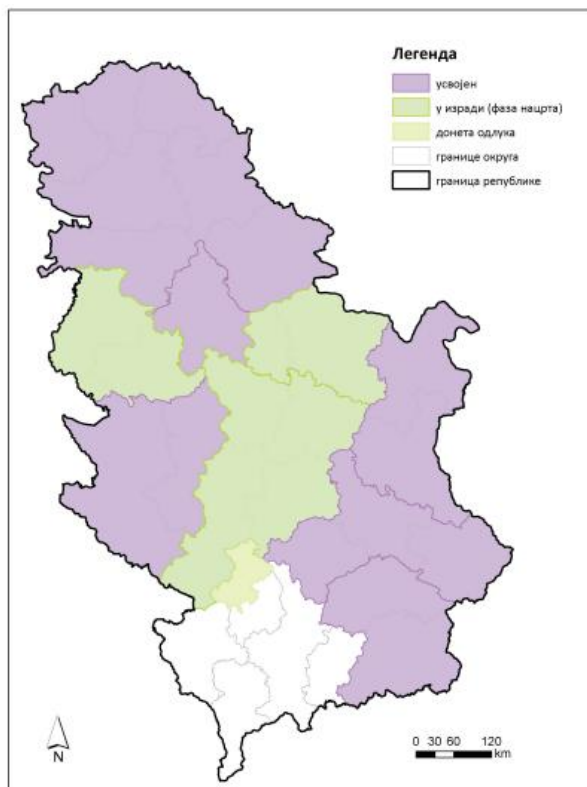 Легенда
усвојен
у изради (фаза нацрта)
донета одлука
границе округа
граница републике
N
0 30 60 120
km